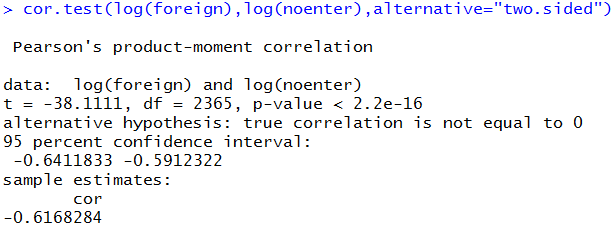 > cor.test(log(foreign),log(noenter),alternative="two.sided")
Pearson's product-moment correlation
data:  log(foreign) and log(noenter)
t = -38.1111, df = 2365, p-value < 2.2e-16
alternative hypothesis: true correlation is not equal to 0
95 percent confidence interval:
-0.6411833 -0.5912322
sample estimates:
cor
-0.6168284